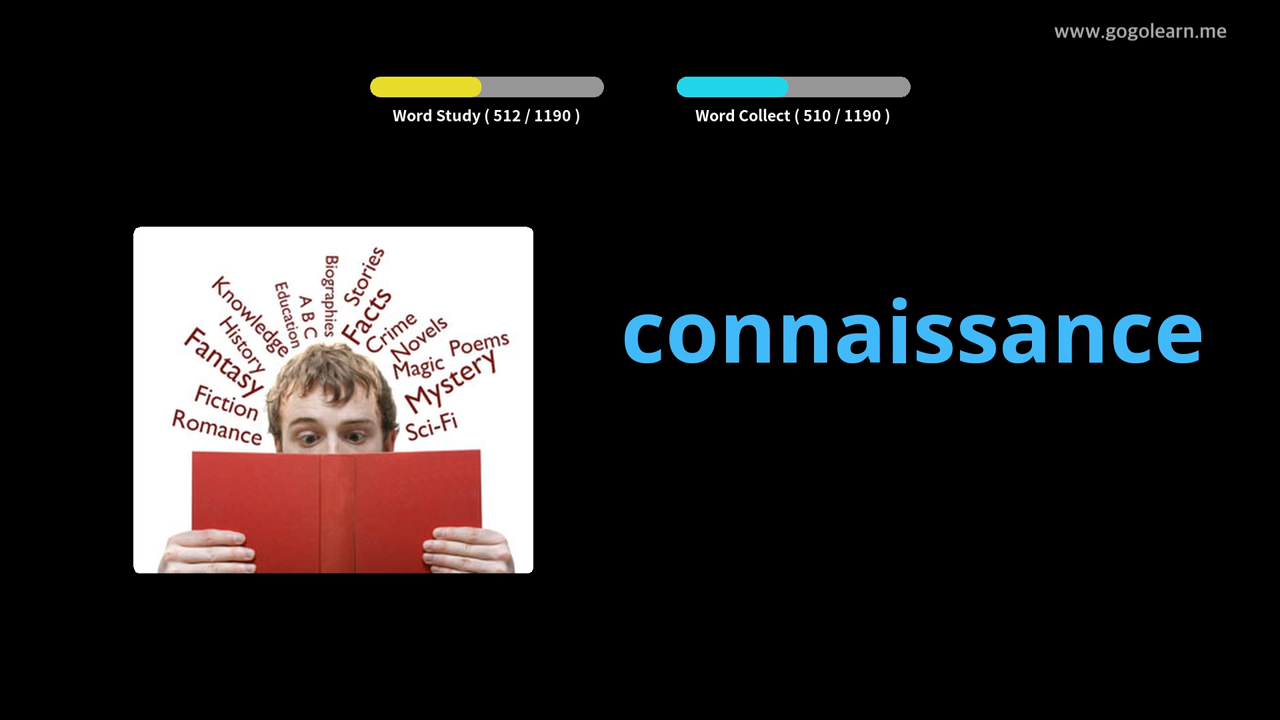 www.gogolearn.me
Word Study ( 512 / 1190 )
Word Collect ( 510 / 1190 )
connaissance
Stories
Biographies
Education
A B C
Facts
Knowledge
Crime
History
Novels
Fantasy
Poems
Magic
Mystery
Fiction
Romance
Sci-Fi